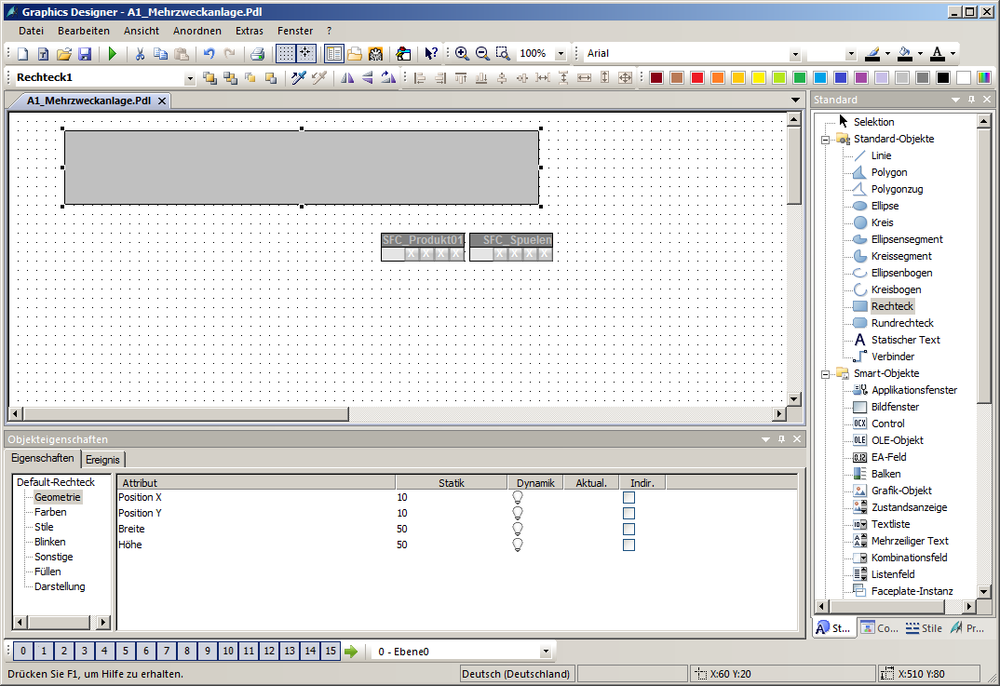 Graphics Designer - A1_Mehrzweckanlage.Pdl
Datei Bearbeiten Ansicht Anordnen Extras Fenster ?
100% Arial
Rechteck1
A1_Mehrzweckanlage.Pdl
SFC_Produkt01 SFC_Spuelen
X X X X X X X X
Standard
Selektion
Standard-Objekte
Linie
Polygon
Polygonzug
Ellipse
Kreis
Ellipsensegment
Kreissegment
Ellipsenbogen
Kreisbogen
Rechteck
Rundrechteck
A Statischer Text
Verbinder
Smart-Objekte
Applikationsfenster
Bildfenster
OCX Control
OLE OLE-Objekt
0.12 EA-Feld
Balken
Grafik-Objekt
Zustandsanzeige
Textliste
Mehrzeiliger Text
Kombinationsfeld
Listenfeld
Faceplate-Instanz
St... Co... Stile Pr...
Objekteigenschaften
Eigenschaften Ereignis
Default-Rechteck
Geometrie
Farben
Stile
Blinken
Sonstige
Füllen
Darstellung
Attribut Statik Dynamik Aktual. Indir.
Position X 10
Position Y 10
Breite 50
Höhe 50
0 1 2 3 4 5 6 7 8 9 10 11 12 13 14 15 0 - Ebene0
Drücken Sie F1, um Hilfe zu erhalten. Deutsch (Deutschland) X:60 Y:20 X:510 Y:80